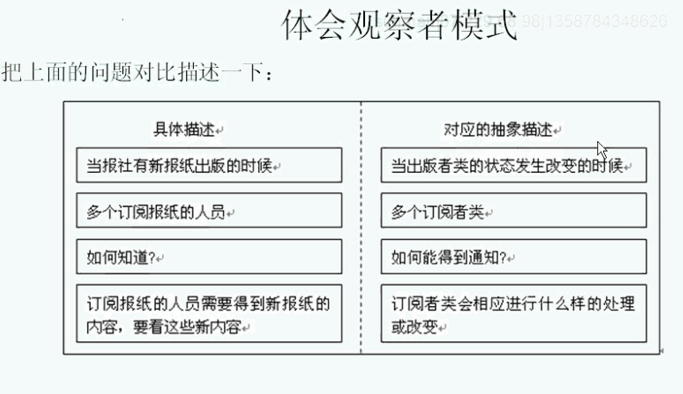 体会观察者模式
把上面的问题对比描述一下：
具体描述
对应的抽象描述
当报社有新报纸出版的时候
当出版者类的状态发生改变的时候
多个订阅报纸的人员
多个订阅者类
如何知道?
如何能得到通知?
订阅报纸的人员需要得到新报纸的
内容，要看这些新内容
订阅者类会相应进行什么样的处理
或改变